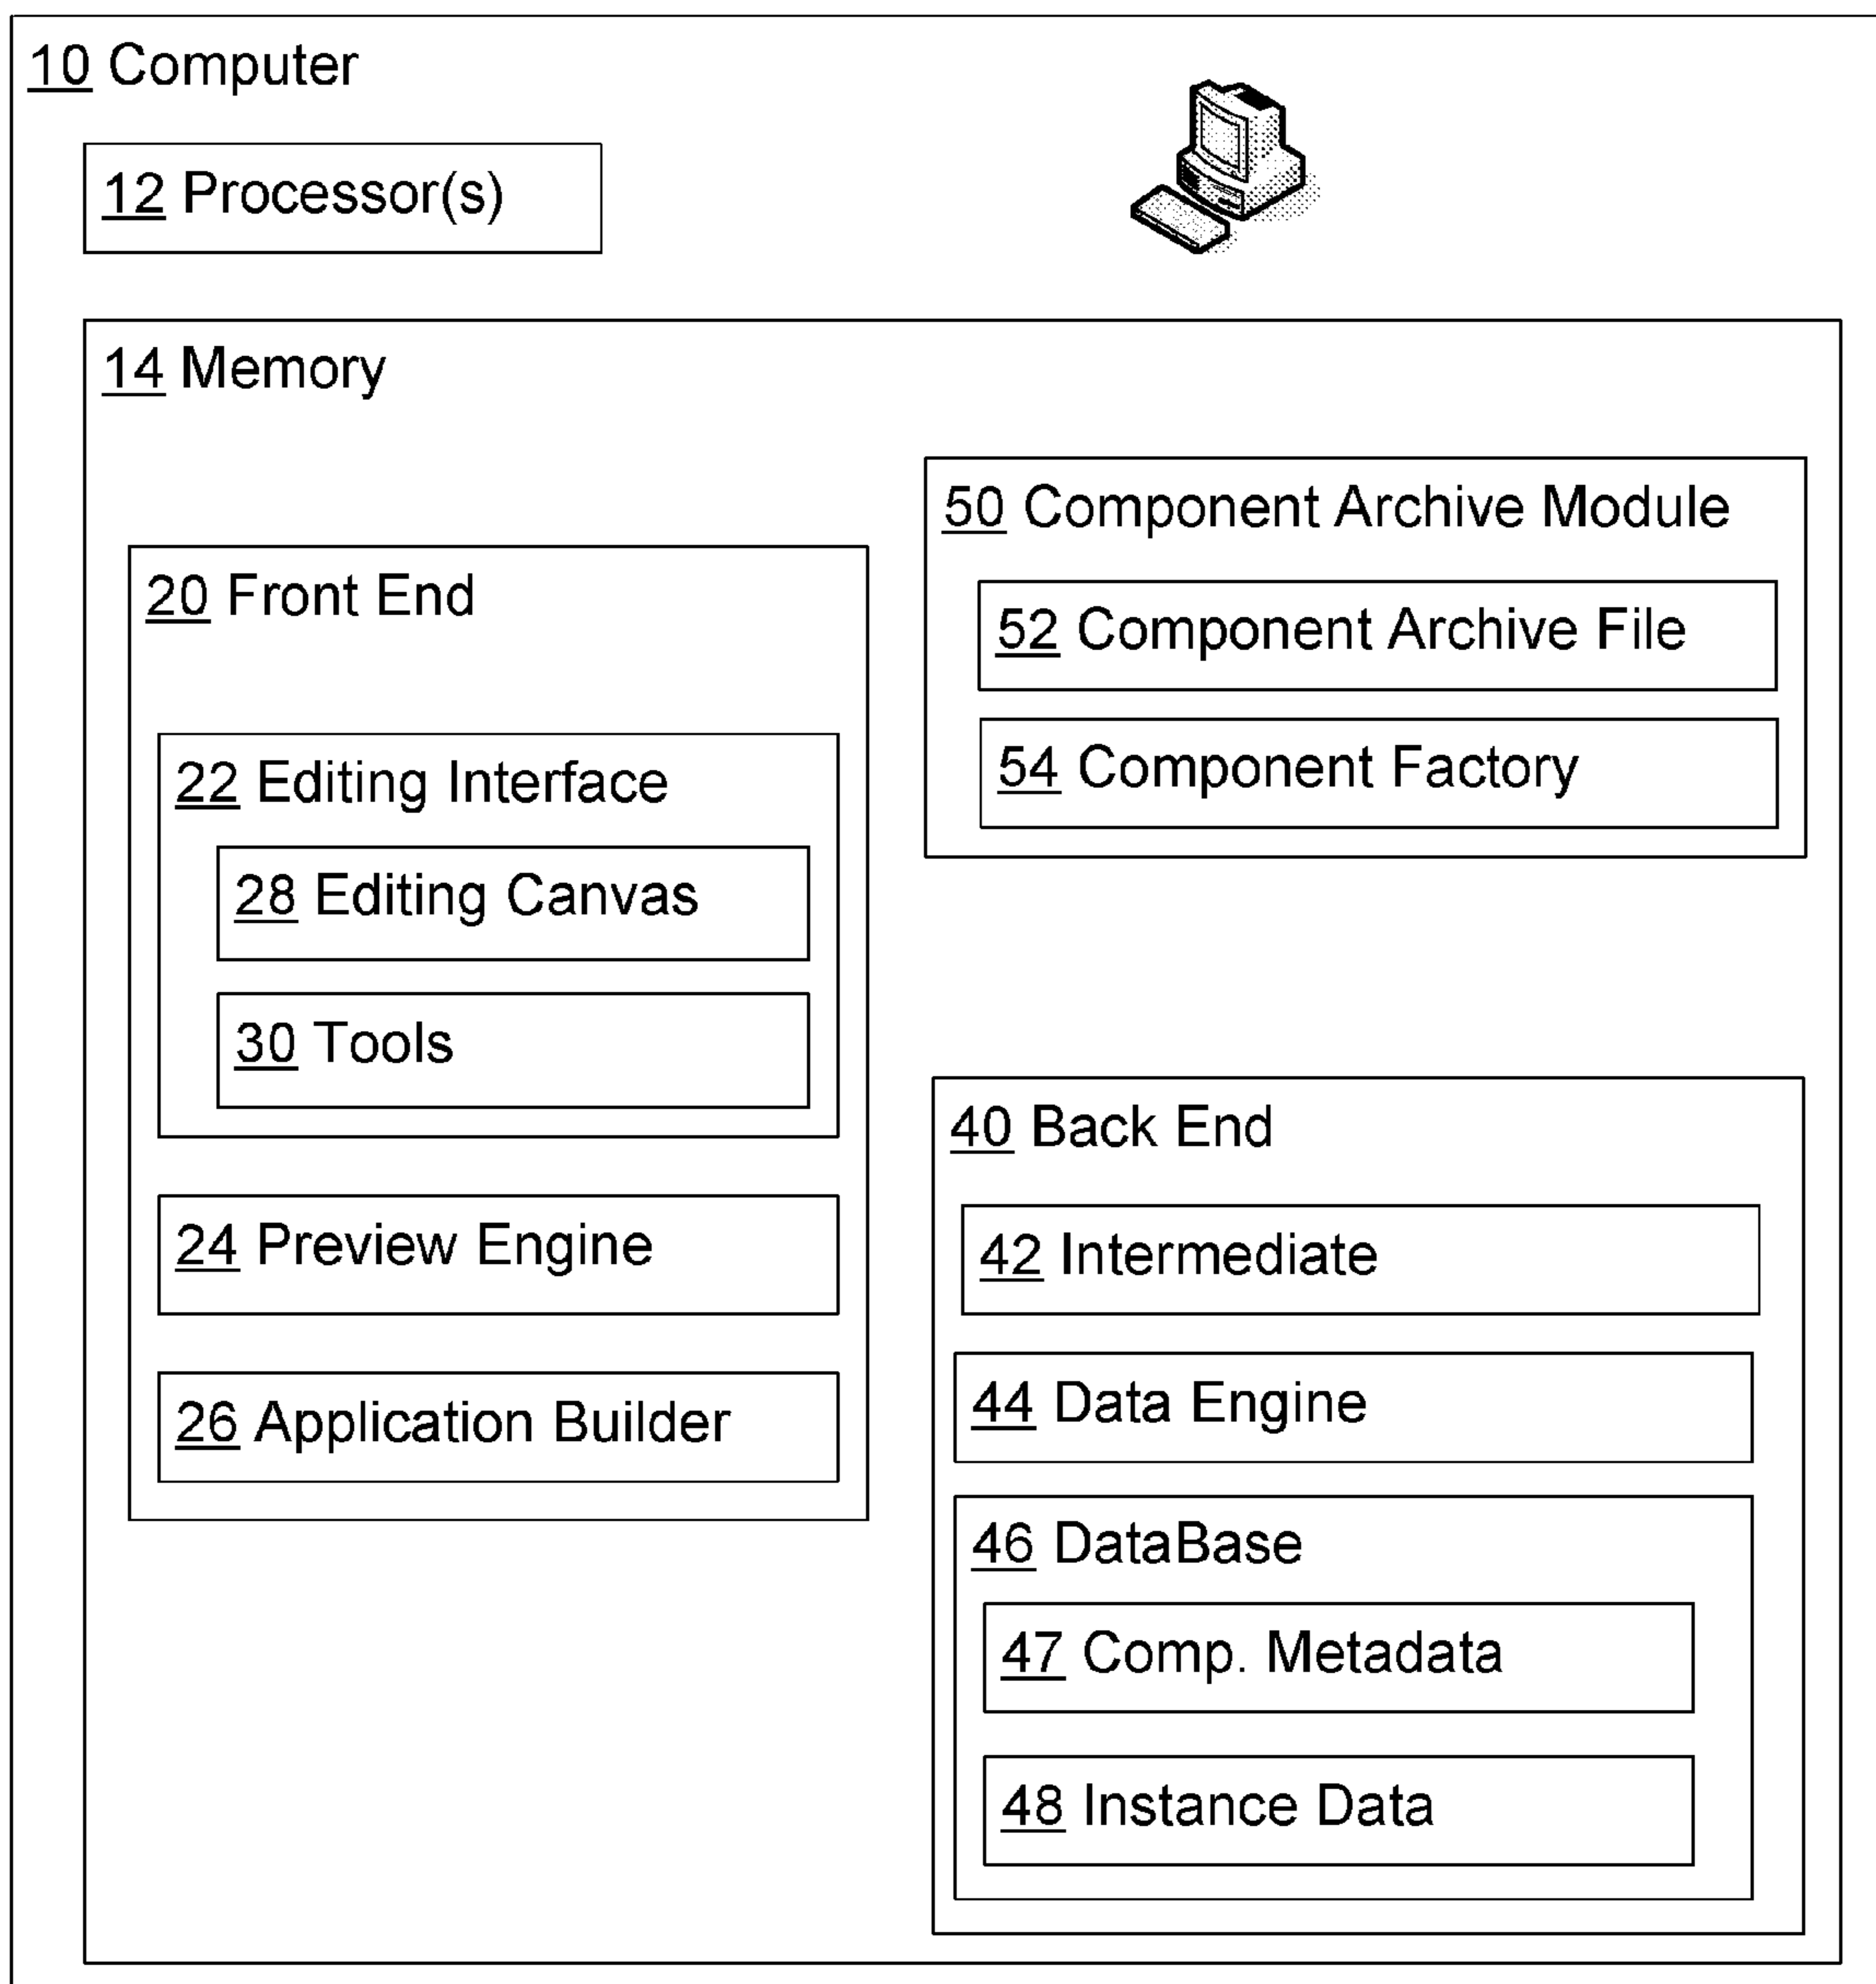 10 Computer
12 Processor(s)
14 Memory
20 Front End
22 Editing Interface
28 Editing Canvas
30 Tools
24 Preview Engine
26 Application Builder
50 Component Archive Module
52 Component Archive File
54 Component Factory
40 Back End
42 Intermediate
44 Data Engine
46 DataBase
47 Comp. Metadata
48 Instance Data